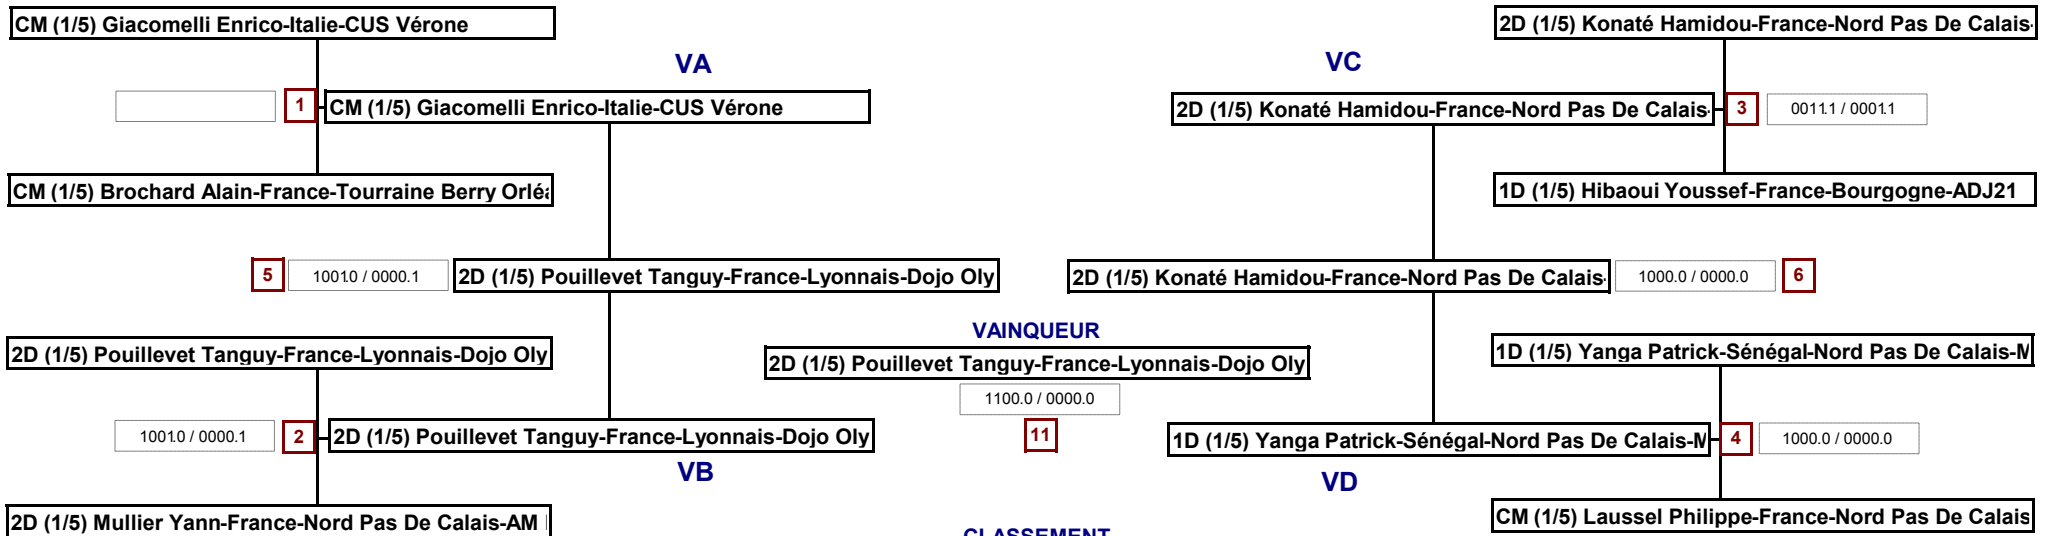 CM (1/5) Giacomelli Enrico-Italie-CUS Vérone
2D (1/5) Konaté Hamidou-France-Nord Pas De Calais-
VA
VC
1
CM (1/5) Giacomelli Enrico-Italie-CUS Vérone
2D (1/5) Konaté Hamidou-France-Nord Pas De Calais-
3
0011.1 / 0001.1
CM (1/5) Brochard Alain-France-Tourraine Berry Orléa
1D (1/5) Hibaoui Youssef-France-Bourgogne-ADJ21
5
1001.0 / 0000.1
2D (1/5) Pouillevet Tanguy-France-Lyonnais-Dojo Oly
2D (1/5) Konaté Hamidou-France-Nord Pas De Calais-
1000.0 / 0000.0
6
VAINQUEUR
2D (1/5) Pouillevet Tanguy-France-Lyonnais-Dojo Oly
2D (1/5) Pouillevet Tanguy-France-Lyonnais-Dojo Oly
1D (1/5) Yanga Patrick-Sénégal-Nord Pas De Calais-M
1100.0 / 0000.0
1001.0 / 0000.1
2
2D (1/5) Pouillevet Tanguy-France-Lyonnais-Dojo Oly
11
1D (1/5) Yanga Patrick-Sénégal-Nord Pas De Calais-M
4
1000.0 / 0000.0
VB
VD
2D (1/5) Mullier Yann-France-Nord Pas De Calais-AM
CM (1/5) Laussel Philippe-France-Nord Pas De Calais
CLASSEMENT